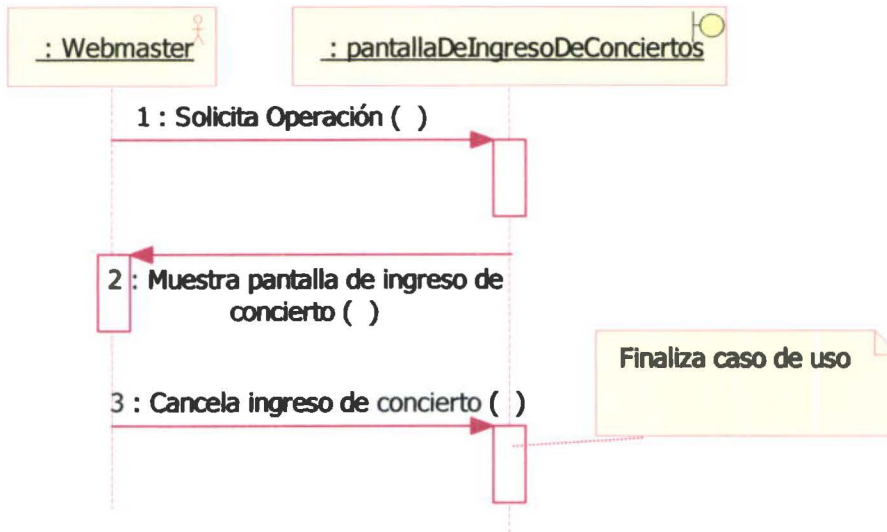 : Webmaster
: pantallaDeIngresoDeConciertos
1 : Solicita Operación ( )
2 : Muestra pantalla de ingreso de
concierto ( )
Finaliza caso de uso
3 : Cancela ingreso de concierto ( )